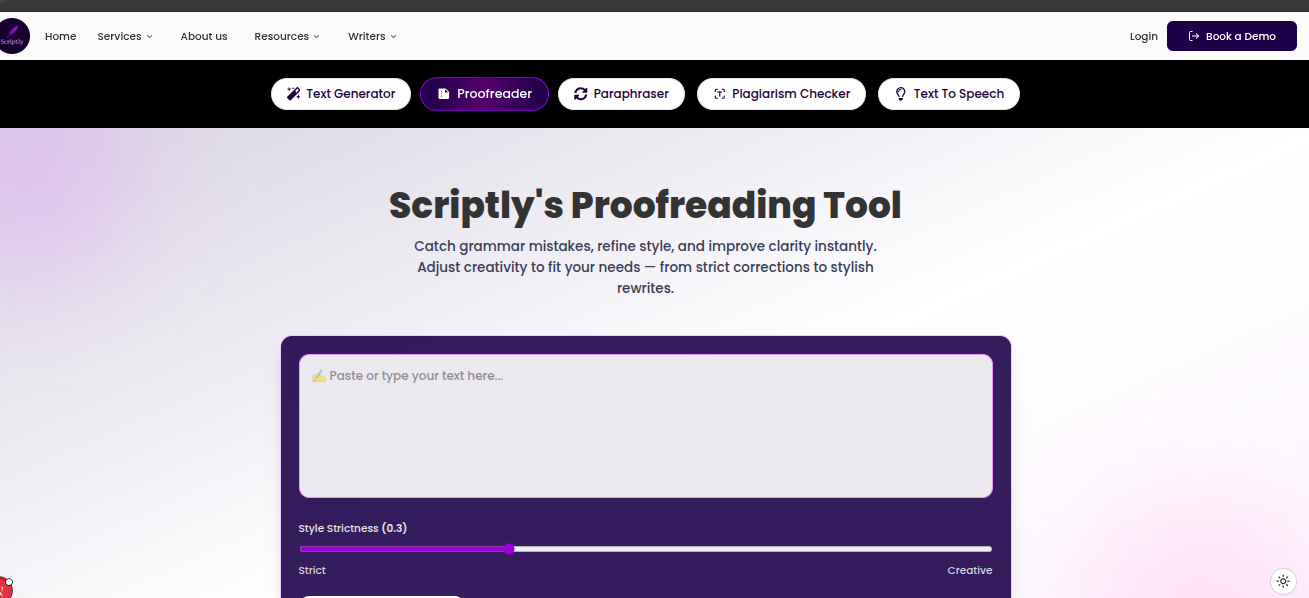 Scriptly
Home Services About us Resources Writers Login Book a Demo
Text Generator Proofreader Paraphraser Plagiarism Checker Text To Speech
Scriptly's Proofreading Tool
Catch grammar mistakes, refine style, and improve clarity instantly.
Adjust creativity to fit your needs — from strict corrections to stylish
rewrites.
✍️ Paste or type your text here...
Style Strictness (0.3)
Strict Creative